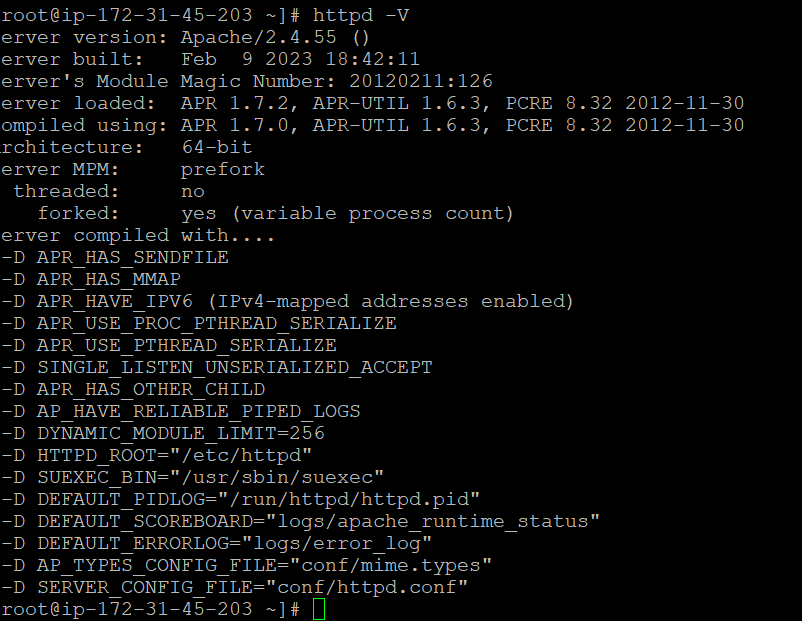 root@ip-172-31-45-203 ~]# httpd -V
erver version: Apache/2.4.55 ()
erver built:   Feb  9 2023 18:42:11
erver's Module Magic Number: 20120211:126
erver loaded:  APR 1.7.2, APR-UTIL 1.6.3, PCRE 8.32 2012-11-30
ompiled using: APR 1.7.0, APR-UTIL 1.6.3, PCRE 8.32 2012-11-30
rchitecture:   64-bit
erver MPM:     prefork
 threaded:     no
   forked:     yes (variable process count)
erver compiled with....
-D APR_HAS_SENDFILE
-D APR_HAS_MMAP
-D APR_HAVE_IPV6 (IPv4-mapped addresses enabled)
-D APR_USE_PROC_PTHREAD_SERIALIZE
-D APR_USE_PTHREAD_SERIALIZE
-D SINGLE_LISTEN_UNSERIALIZED_ACCEPT
-D APR_HAS_OTHER_CHILD
-D AP_HAVE_RELIABLE_PIPED_LOGS
-D DYNAMIC_MODULE_LIMIT=256
-D HTTPD_ROOT="/etc/httpd"
-D SUEXEC_BIN="/usr/sbin/suexec"
-D DEFAULT_PIDLOG="/run/httpd/httpd.pid"
-D DEFAULT_SCOREBOARD="logs/apache_runtime_status"
-D DEFAULT_ERRORLOG="logs/error_log"
-D AP_TYPES_CONFIG_FILE="conf/mime.types"
-D SERVER_CONFIG_FILE="conf/httpd.conf"
root@ip-172-31-45-203 ~]#